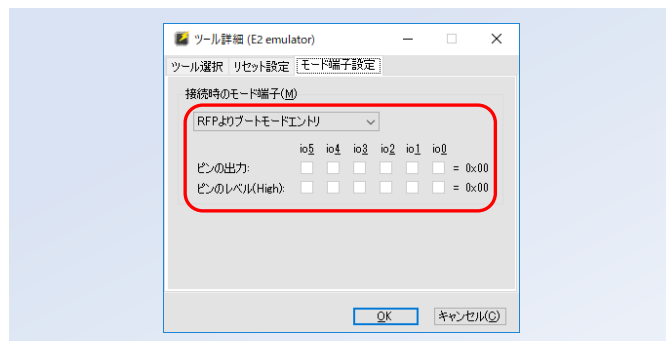 ツール詳細 (E2 emulator)
ツール選択 リセット設定 モード端子設定
接続時のモード端子(M)
RFPよりブートモードエントリ
io5 io4 io3 io2 io1 io0
ピンの出力: = 0x00
ピンのレベル(High): = 0x00
OK キャンセル(C)